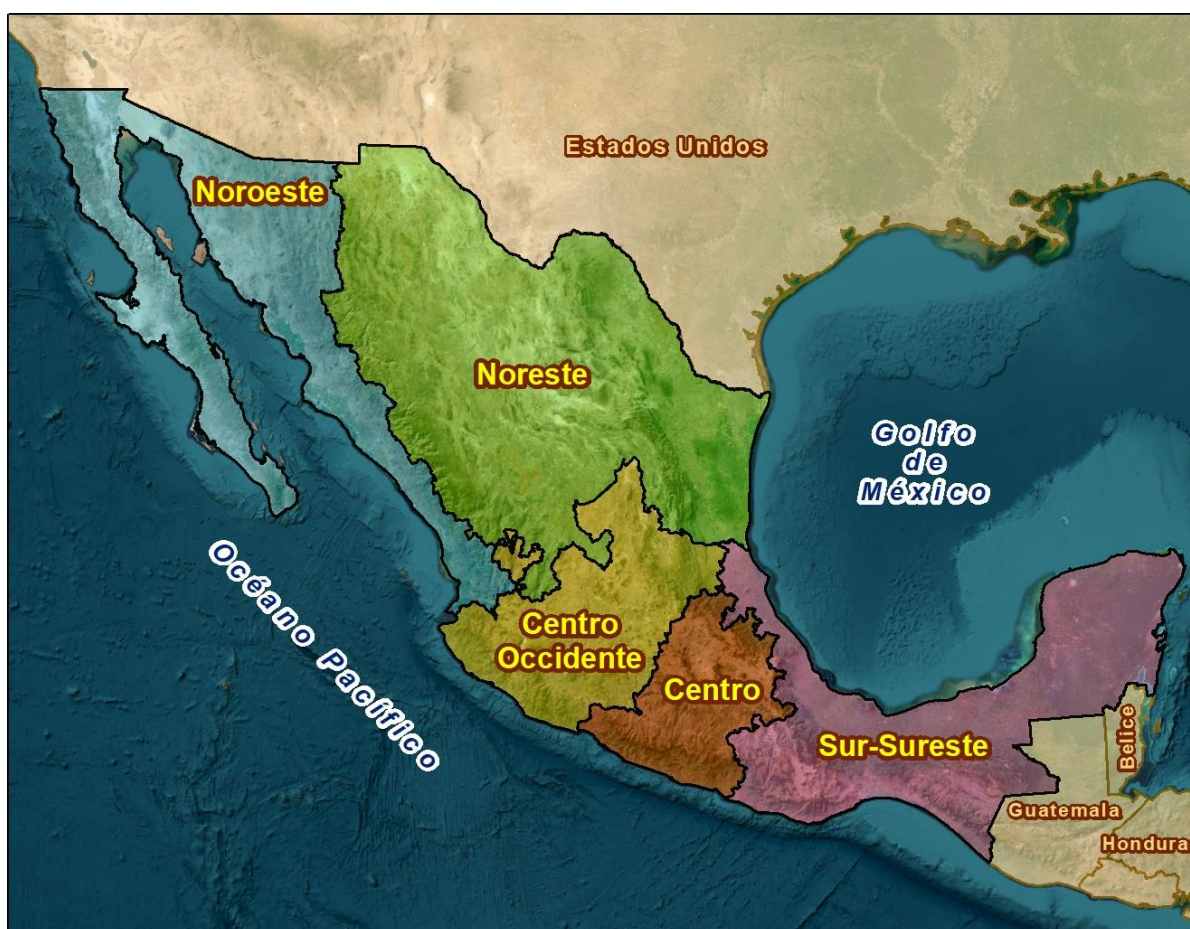 Estados Unidos
Noroeste
Noreste
Golfo
de
México
Océano Pacífico
Centro
Occidente
Centro
Sur-Sureste
Belice
Guatemala
Hondura